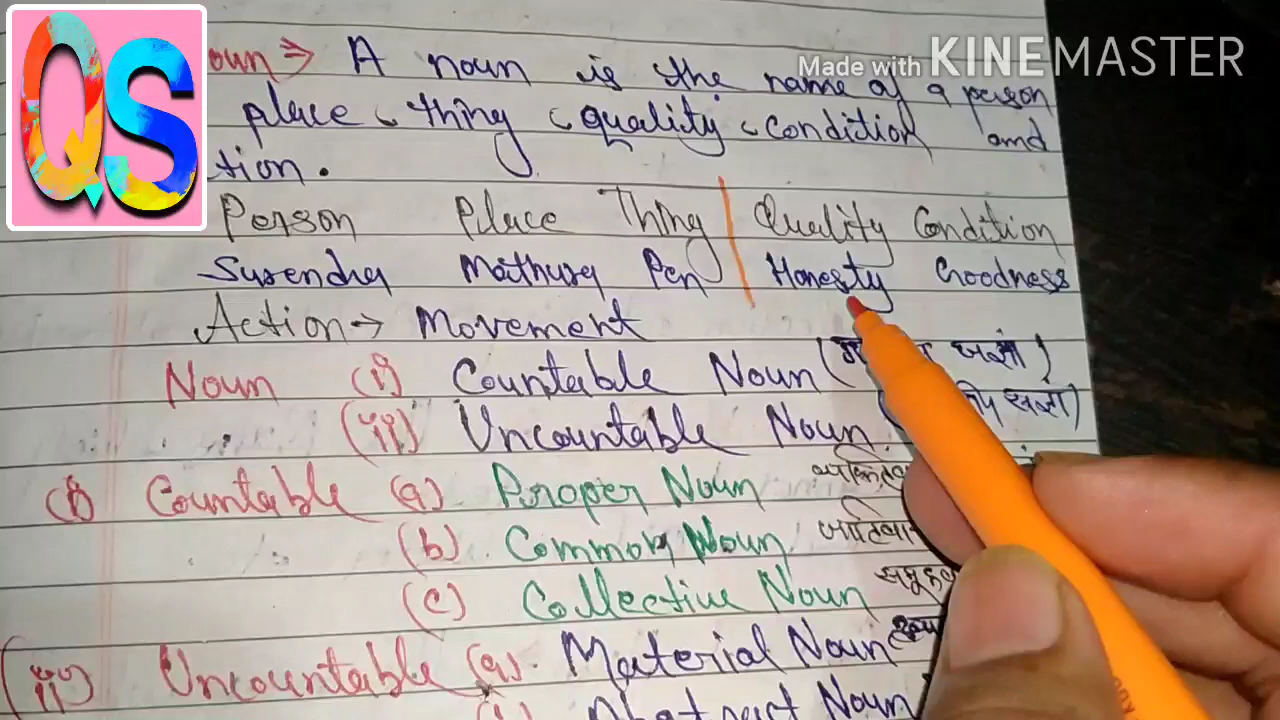 QS
Made with KINEMASTER
oun ⇒ A noun is the name of a person
place, thing, quality, condition and
tion.
Person Place Thing Quality Condition
Surendra Mathura Pen Honesty Goodness
Action → Movement
Noun (i) Countable Noun (
(ii) Uncountable Noun (
(i) Countable (a) Proper Noun
(b) Common Noun
(c) Collective Noun
(ii) Uncountable (a). Material Noun
Abstract Noun